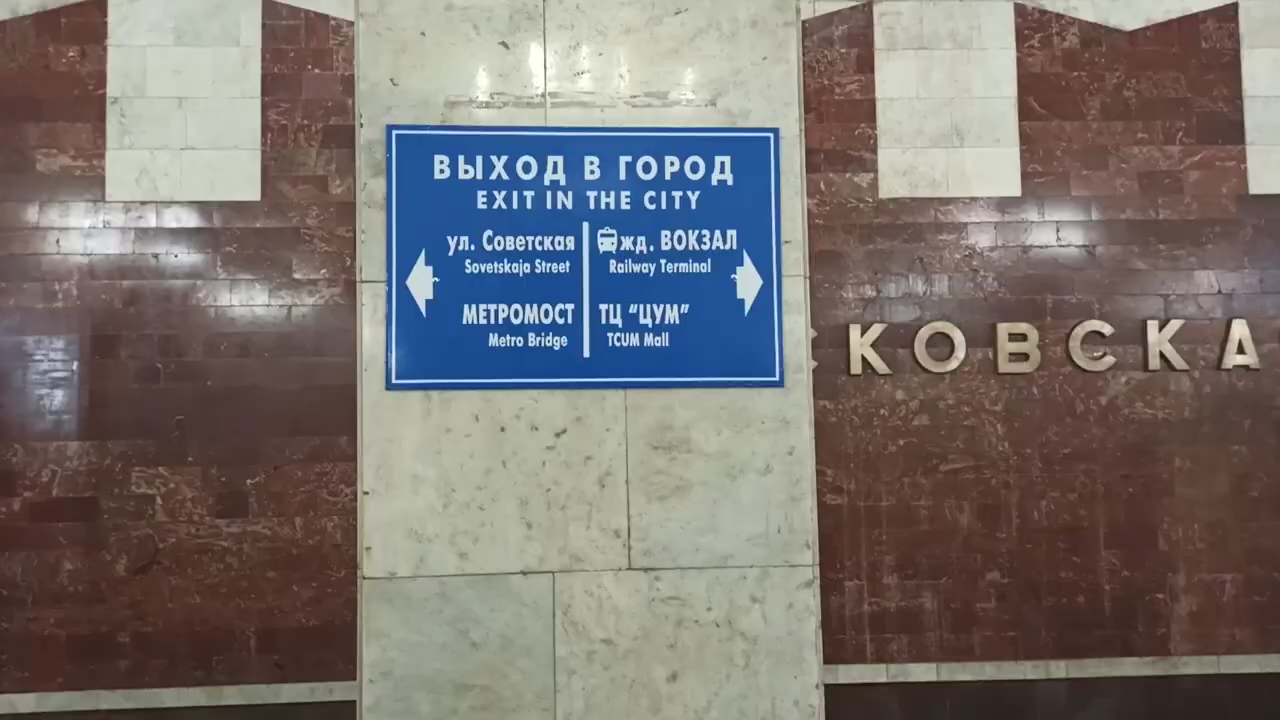 ВЫХОД В ГОРОД
EXIT IN THE CITY
ул. Советская
Sovetskaja Street
МЕТРОМОСТ
Metro Bridge
жд. ВОКЗАЛ
Railway Terminal
ТЦ “ЦУМ”
TCUM Mall
СКОВСКА